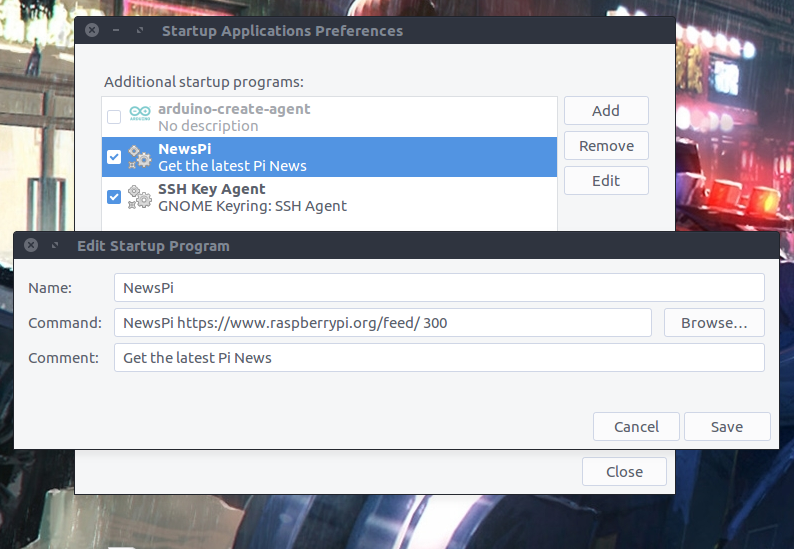 Startup Applications Preferences
Additional startup programs:
arduino-create-agent
No description
NewsPi
Get the latest Pi News
SSH Key Agent
GNOME Keyring: SSH Agent
Add
Remove
Edit
Edit Startup Program
Name: NewsPi
Command: NewsPi https://www.raspberrypi.org/feed/ 300 Browse...
Comment: Get the latest Pi News
Cancel Save
Close